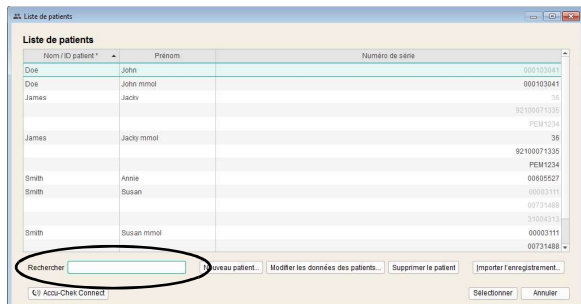 Liste de patients
Liste de patients
Nom / ID patient * Prénom Numéro de série
Doe John 000103041
Doe John mmol 000103041
James Jacky 36
92100071335
PEM1234
James Jacky mmol 36
92100071335
PEM1234
Smith Annie 00605527
Smith Susan 00003111
00731488
31004313
Smith Susan mmol 00003111
00731488
Rechercher Nouveau patient... Modifier les données des patients... Supprimer le patient Importer l'enregistrement...
Accu-Chek Connect Sélectionner Annuler